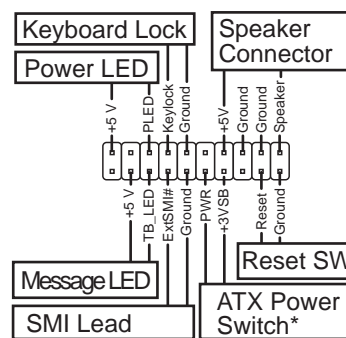 Keyboard Lock
Speaker
Connector
Power LED
+5 V
PLED
Keylock
Ground
+5V
Ground
Ground
Speaker
+5 V
TB_LED
ExtSMI#
Ground
PWR
+3VSB
Reset
Ground
Reset SW
Message LED
ATX Power
Switch*
SMI Lead